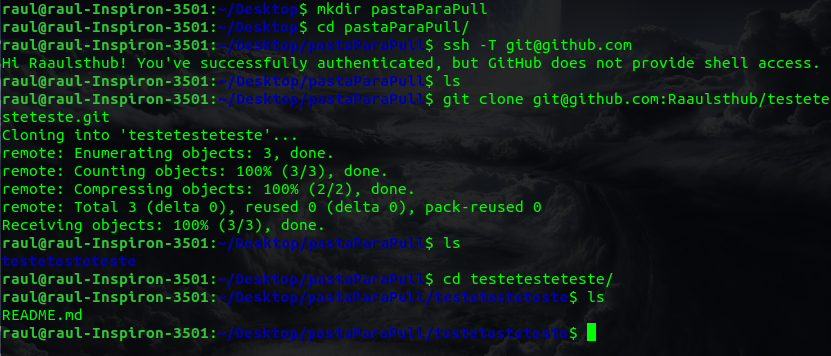 raul@raul-Inspiron-3501:~/Desktop$ mkdir pastaParaPull
raul@raul-Inspiron-3501:~/Desktop$ cd pastaParaPull/
raul@raul-Inspiron-3501:~/Desktop/pastaParaPull$ ssh -T git@github.com
Hi Raaulsthub! You've successfully authenticated, but GitHub does not provide shell access.
raul@raul-Inspiron-3501:~/Desktop/pastaParaPull$ ls
raul@raul-Inspiron-3501:~/Desktop/pastaParaPull$ git clone git@github.com:Raaulsthub/testete
steteste.git
Cloning into 'testetesteteste'...
remote: Enumerating objects: 3, done.
remote: Counting objects: 100% (3/3), done.
remote: Compressing objects: 100% (2/2), done.
remote: Total 3 (delta 0), reused 0 (delta 0), pack-reused 0
Receiving objects: 100% (3/3), done.
raul@raul-Inspiron-3501:~/Desktop/pastaParaPull$ ls
testetesteteste
raul@raul-Inspiron-3501:~/Desktop/pastaParaPull$ cd testetesteteste/
raul@raul-Inspiron-3501:~/Desktop/pastaParaPull/testetesteteste$ ls
README.md
raul@raul-Inspiron-3501:~/Desktop/pastaParaPull/testetesteteste$